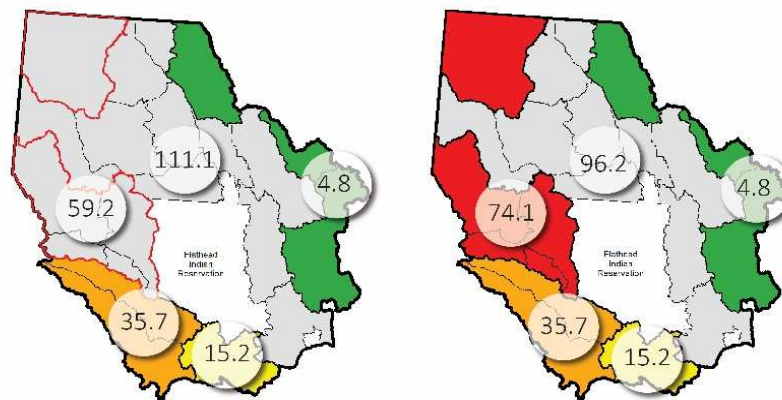 111.1
4.8
59.2
Flathead
Indian
Reservation
35.7
15.2
96.2
4.8
74.1
Flathead
Indian
Reservation
35.7
15.2